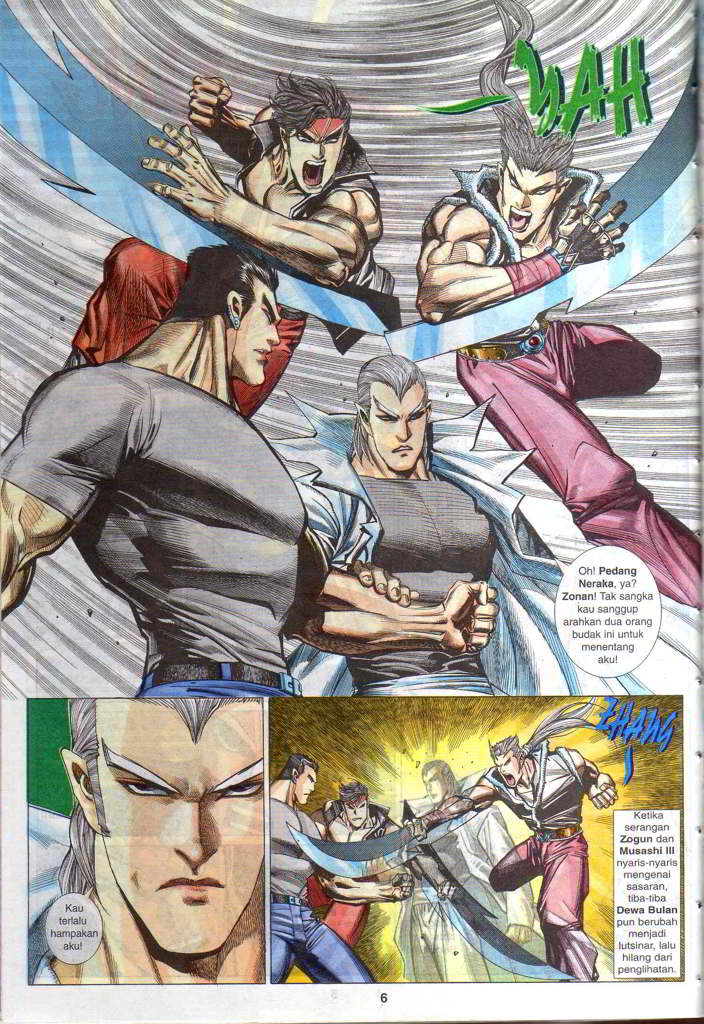 YAH
Oh! Pedang
Neraka, ya?
Zonan! Tak sangka
kau sanggup
arahkan dua orang
budak ini untuk
menentang
aku!
Kau
terlalu
hampakan
aku!
ZHANG
!
Ketika
serangan
Zogun dan
Musashi III
nyaris-nyaris
mengenai
sasaran,
tiba-tiba
Dewa Bulan
pun berubah
menjadi
lutsinar, lalu
hilang dari
penglihatan.
6